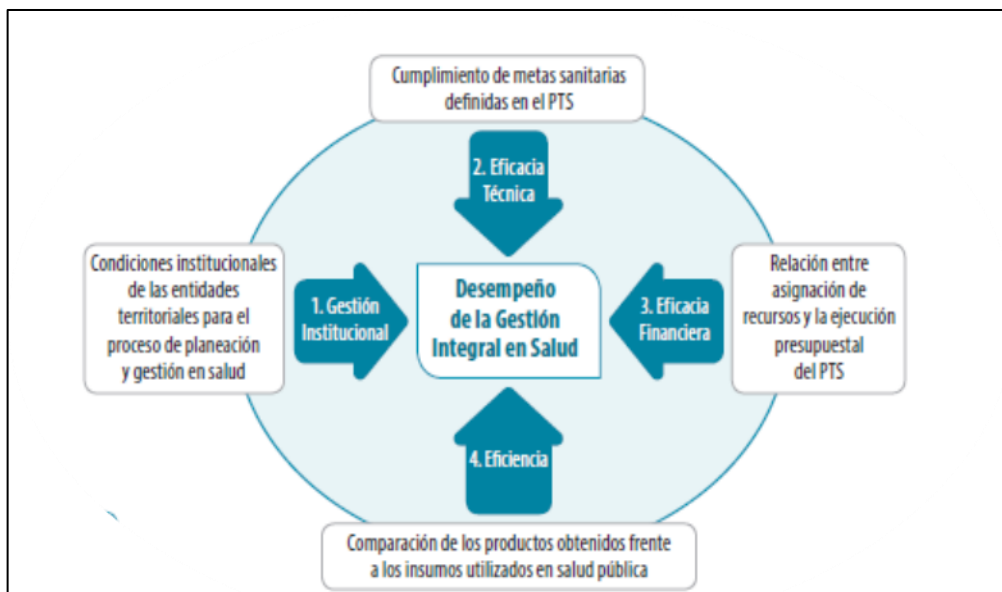 Cumplimiento de metas sanitarias
definidas en el PTS
2. Eficacia
Técnica
Condiciones institucionales
de las entidades
territoriales para el
proceso de planeación
y gestión en salud
1. Gestión
Institucional
Desempeño
de la Gestión
Integral en Salud
3. Eficacia
Financiera
Relación entre
asignación de
recursos y la ejecución
presupuestal
del PTS
4. Eficiencia
Comparación de los productos obtenidos frente
a los insumos utilizados en salud pública